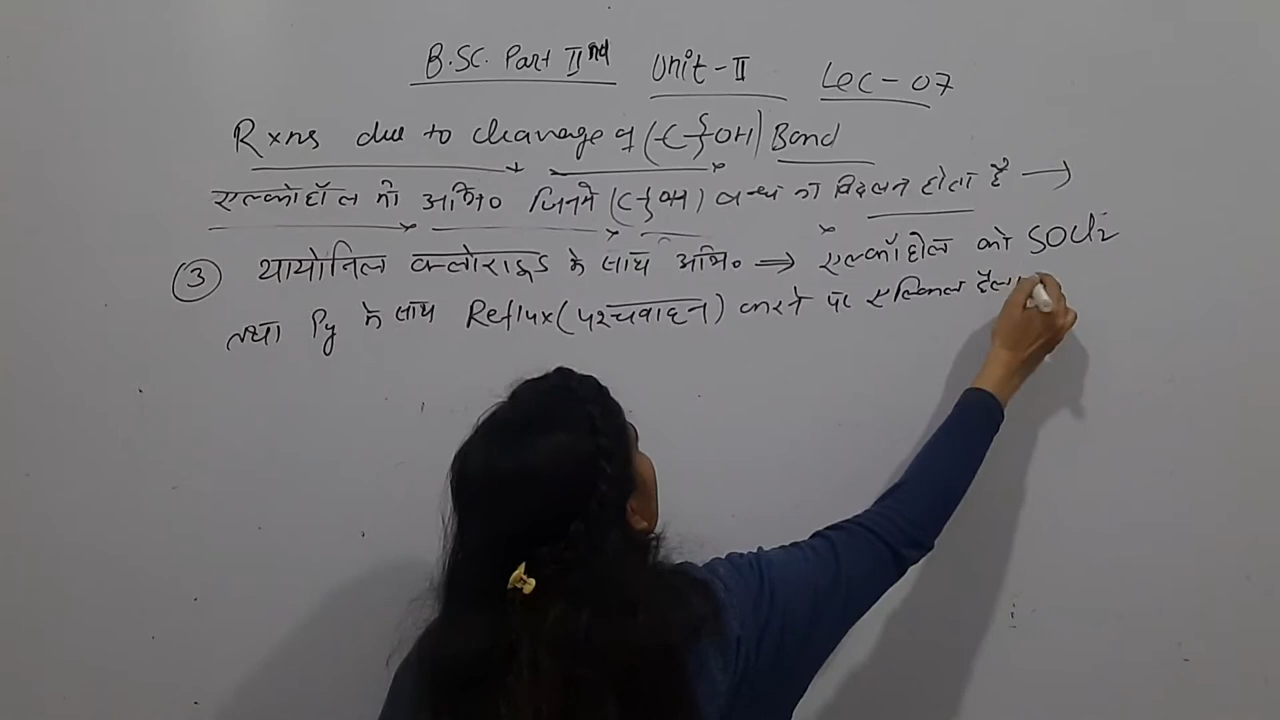 B.SC. Part IInd Unit-II Lec-07
Rxns due to cleavage of (-C-}OH) Bond
एल्कोहॉल की अभि० जिनमे (C-}OH) बन्ध का विदलन होता है →
③ थायोनिल क्लोराइड के साथ अभि० ⇒ एल्कॉहोल को SOCl2
तथा Py के साथ Reflux (पश्चवाहन) करने पर एल्किल हैला